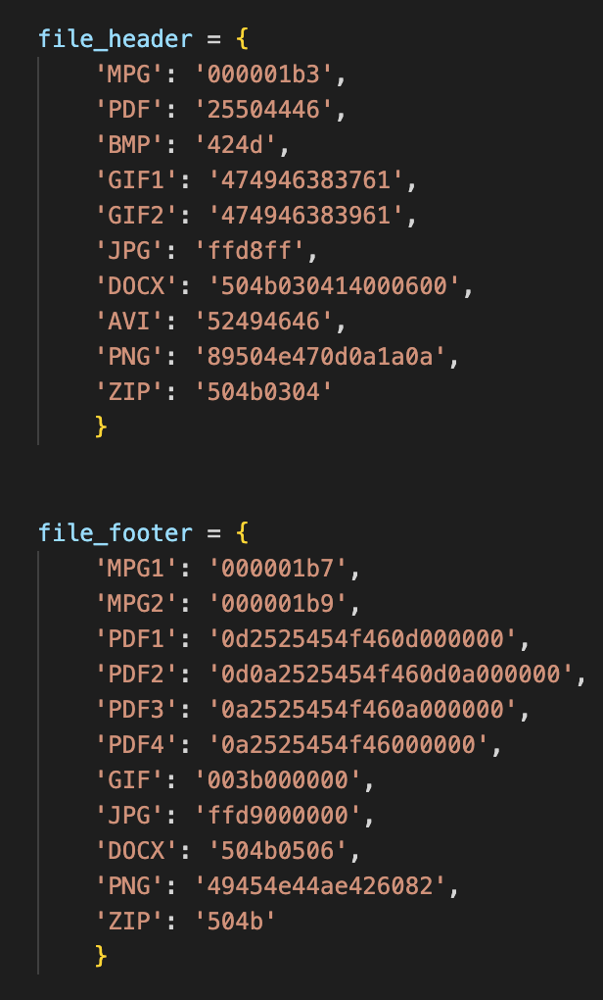 file_header = {
'MPG': '000001b3',
'PDF': '25504446',
'BMP': '424d',
'GIF1': '474946383761',
'GIF2': '474946383961',
'JPG': 'ffd8ff',
'DOCX': '504b030414000600',
'AVI': '52494646',
'PNG': '89504e470d0a1a0a',
'ZIP': '504b0304'
}
file_footer = {
'MPG1': '000001b7',
'MPG2': '000001b9',
'PDF1': '0d2525454f460d000000',
'PDF2': '0d0a2525454f460d0a000000',
'PDF3': '0a2525454f460a000000',
'PDF4': '0a2525454f46000000',
'GIF': '003b000000',
'JPG': 'ffd9000000',
'DOCX': '504b0506',
'PNG': '49454e44ae426082',
'ZIP': '504b'
}